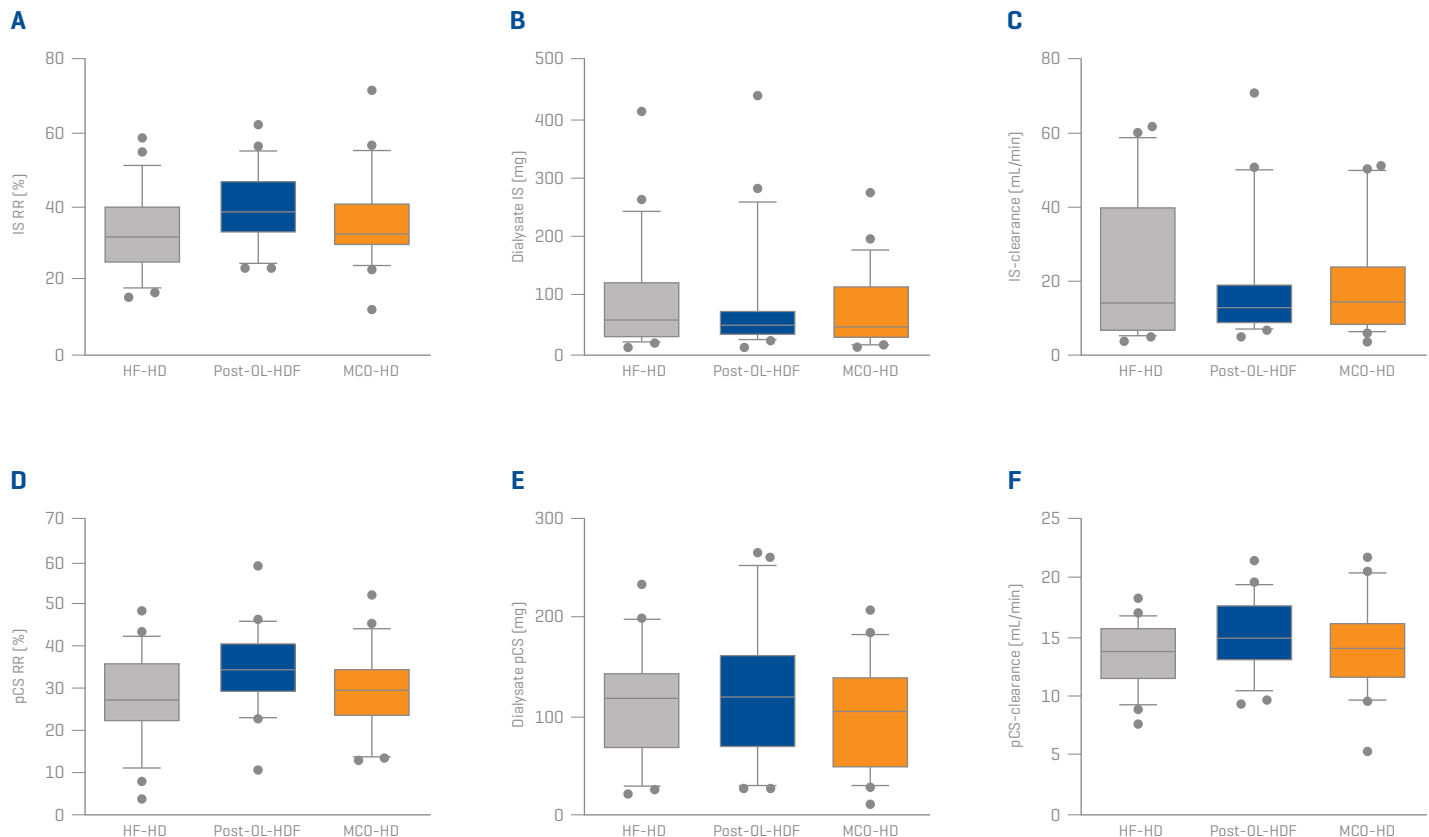 A
IS RR (%)
80
60
40
20
0
HF-HD Post-OL-HDF MCO-HD
B
Dialysate IS (mg)
500
400
300
200
100
0
HF-HD Post-OL-HDF MCO-HD
C
IS-clearance (mL/min)
80
60
40
20
0
HF-HD Post-OL-HDF MCO-HD
D
pCS RR (%)
70
60
50
40
30
20
10
0
HF-HD Post-OL-HDF MCO-HD
E
Dialysate pCS (mg)
300
200
100
0
HF-HD Post-OL-HDF MCO-HD
F
pCS-clearance (mL/min)
25
20
15
10
5
0
HF-HD Post-OL-HDF MCO-HD